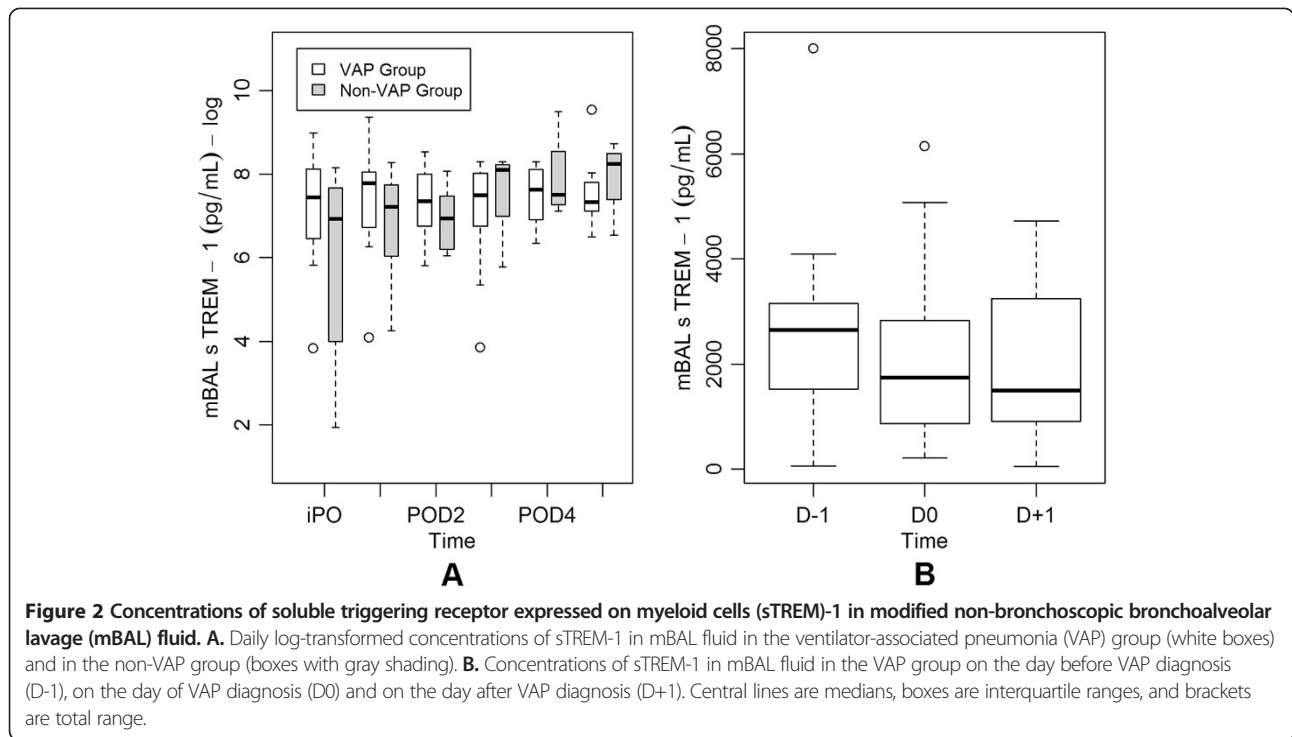 VAP Group
Non-VAP Group
mBAL s TREM − 1 (pg/mL) − log
10
8
6
4
2
iPO POD2 POD4
Time
A
mBAL s TREM − 1 (pg/mL)
8000
6000
4000
2000
0
D-1 D0 D+1
Time
B
Figure 2 Concentrations of soluble triggering receptor expressed on myeloid cells (sTREM)-1 in modified non-bronchoscopic bronchoalveolar
lavage (mBAL) fluid. A. Daily log-transformed concentrations of sTREM-1 in mBAL fluid in the ventilator-associated pneumonia (VAP) group (white boxes)
and in the non-VAP group (boxes with gray shading). B. Concentrations of sTREM-1 in mBAL fluid in the VAP group on the day before VAP diagnosis
(D-1), on the day of VAP diagnosis (D0) and on the day after VAP diagnosis (D+1). Central lines are medians, boxes are interquartile ranges, and brackets
are total range.